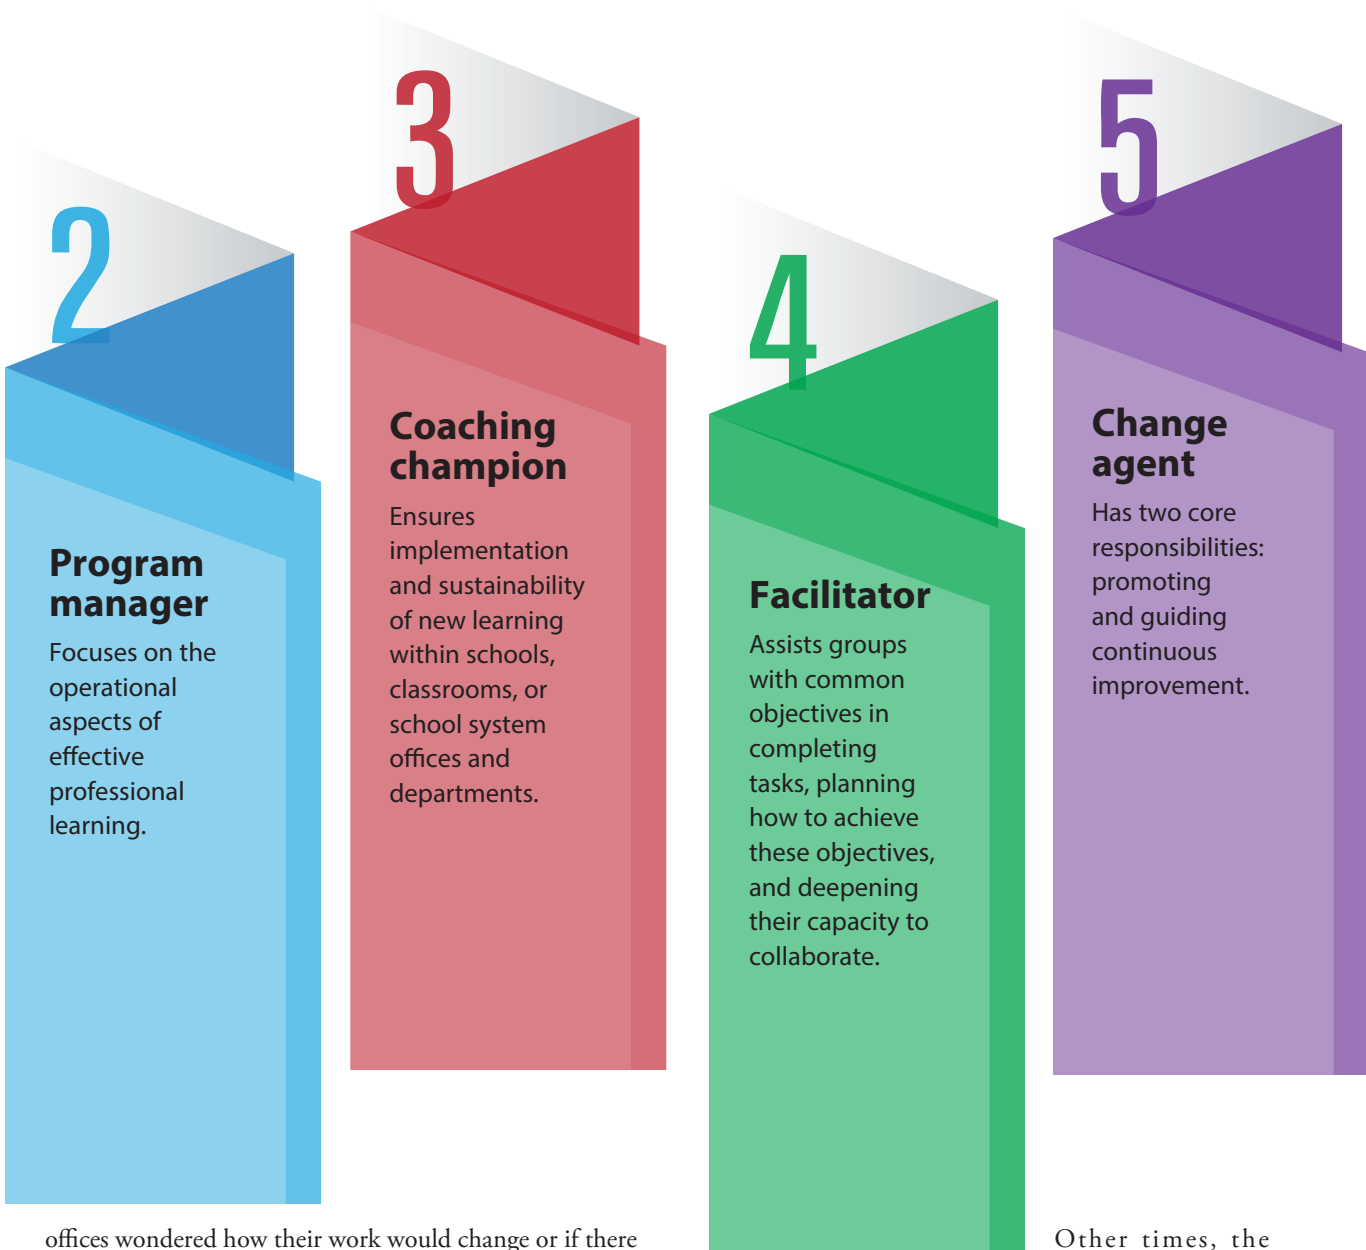 2
Program
manager
Focuses on the
operational
aspects of
effective
professional
learning.
3
Coaching
champion
Ensures
implementation
and sustainability
of new learning
within schools,
classrooms, or
school system
offices and
departments.
4
Facilitator
Assists groups
with common
objectives in
completing
tasks, planning
how to achieve
these objectives,
and deepening
their capacity to
collaborate.
5
Change
agent
Has two core
responsibilities:
promoting
and guiding
continuous
improvement.
offices wondered how their work would change or if there
Other times, the